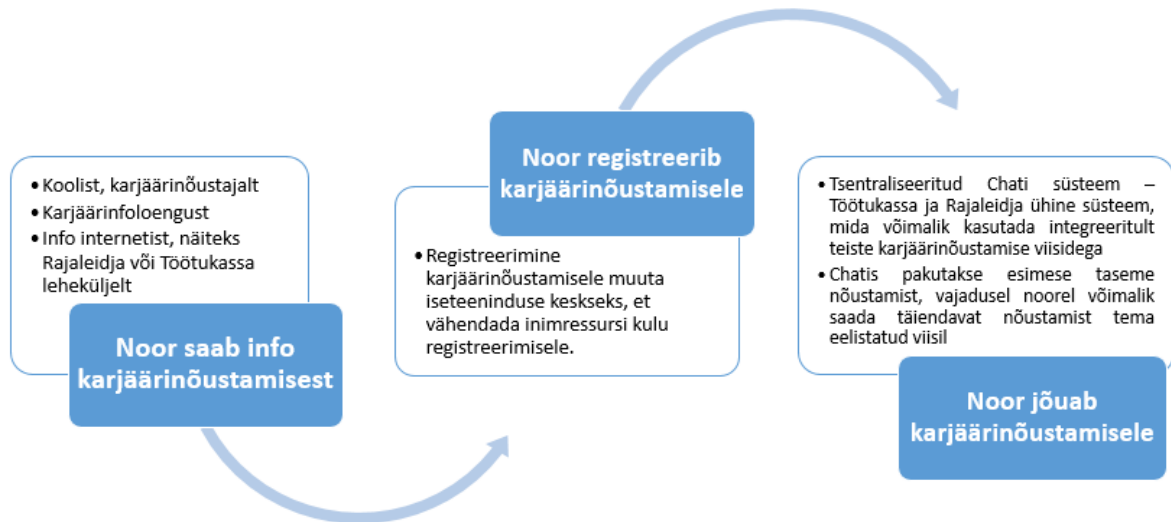 • Koolist, karjäärinõustajalt
• Karjäärinfoloengust
• Info internetist, näiteks
Rajaleidja või Töötukassa
leheküljelt
Noor saab info
karjäärinõustamisest
Noor registreerib
karjäärinõustamisele
• Registreerimine
karjäärinõustamisele muuta
iseteeninduse keskseks, et
vähendada inimressursi kulu
registreerimisele.
• Tsentraliseeritud Chati süsteem –
Töötukassa ja Rajaleidja ühine süsteem,
mida võimalik kasutada integreeritult
teiste karjäärinõustamise viisidega
• Chatis pakutakse esimese taseme
nõustamist, vajadusel noorel võimalik
saada täiendavat nõustamist tema
eelistatud viisil
Noor jõuab
karjäärinõustamisele